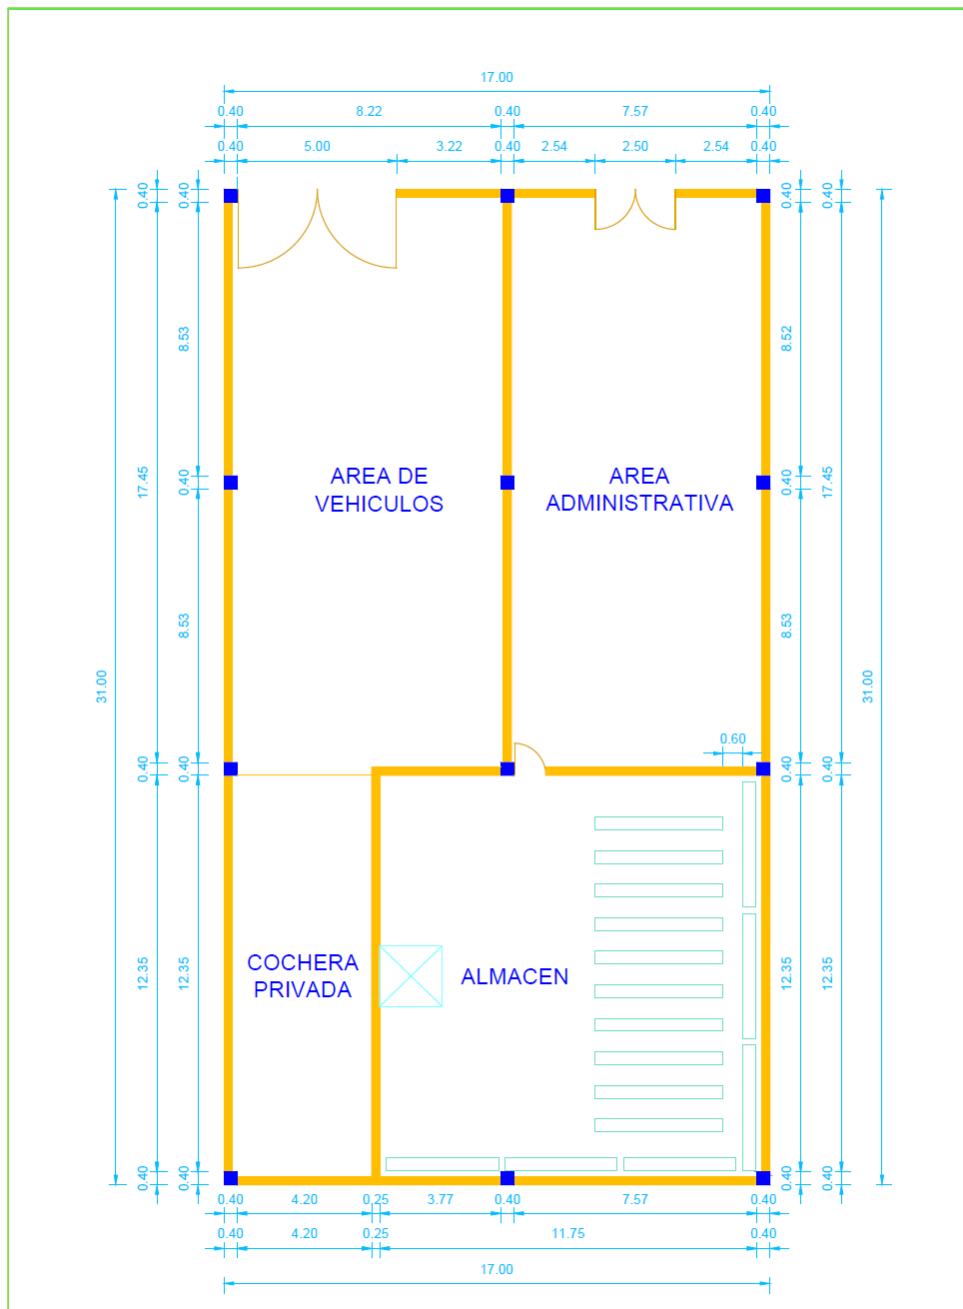 17.00
0.40 8.22 0.40 7.57 0.40
0.40 5.00 3.22 0.40 2.54 2.50 2.54 0.40
0.40 0.40 0.40 0.40
8.53 8.52
AREA DE
VEHICULOS
AREA
ADMINISTRATIVA
17.45 0.40 0.40 17.45
8.53 8.53
31.00 31.00
0.60
0.40 0.40 0.40 0.40
COCHERA
PRIVADA
ALMACEN
12.35 12.35 12.35 12.35
0.40 0.40 0.40 0.40
0.40 4.20 0.25 3.77 0.40 7.57 0.40
0.40 4.20 0.25 11.75 0.40
17.00